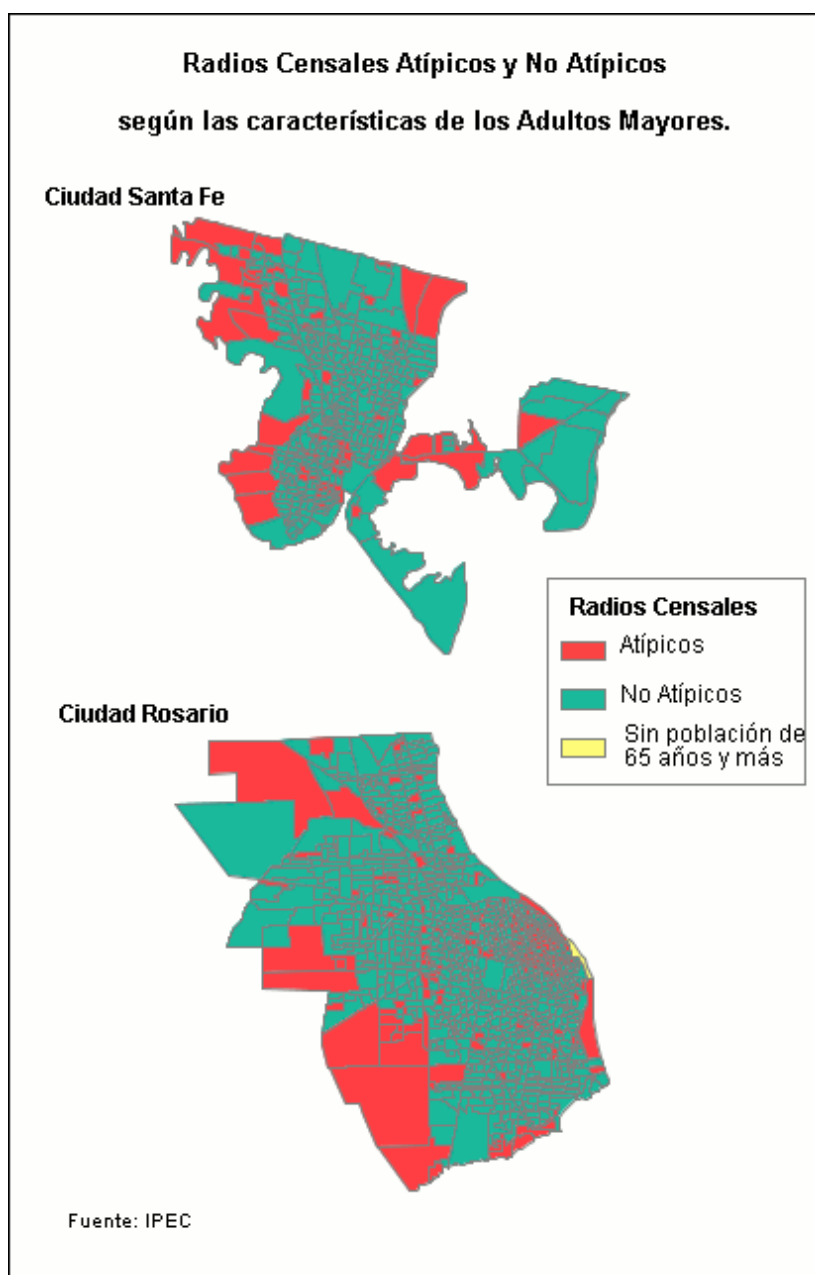 Radios Censales Atípicos y No Atípicos
según las características de los Adultos Mayores.
Ciudad Santa Fe
Radios Censales
Atípicos
No Atípicos
Sin población de
65 años y más
Ciudad Rosario
Fuente: IPEC